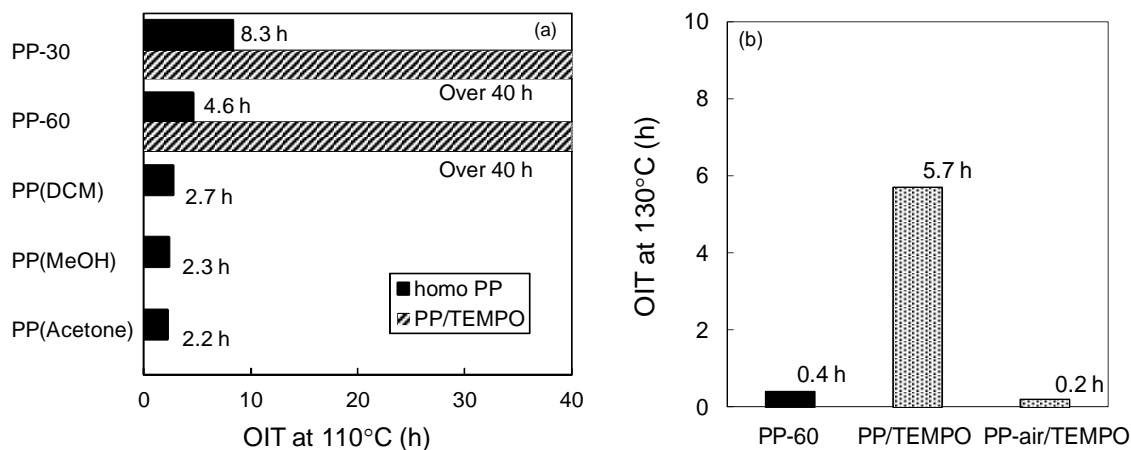 (a)
PP-30
8.3 h
Over 40 h
PP-60
4.6 h
Over 40 h
PP(DCM)
2.7 h
PP(MeOH)
2.3 h
PP(Acetone)
2.2 h
homo PP
PP/TEMPO
0 10 20 30 40
OIT at 110°C (h)
(b)
OIT at 130°C (h)
10
8
6
4
2
0
0.4 h
5.7 h
0.2 h
PP-60 PP/TEMPO PP-air/TEMPO